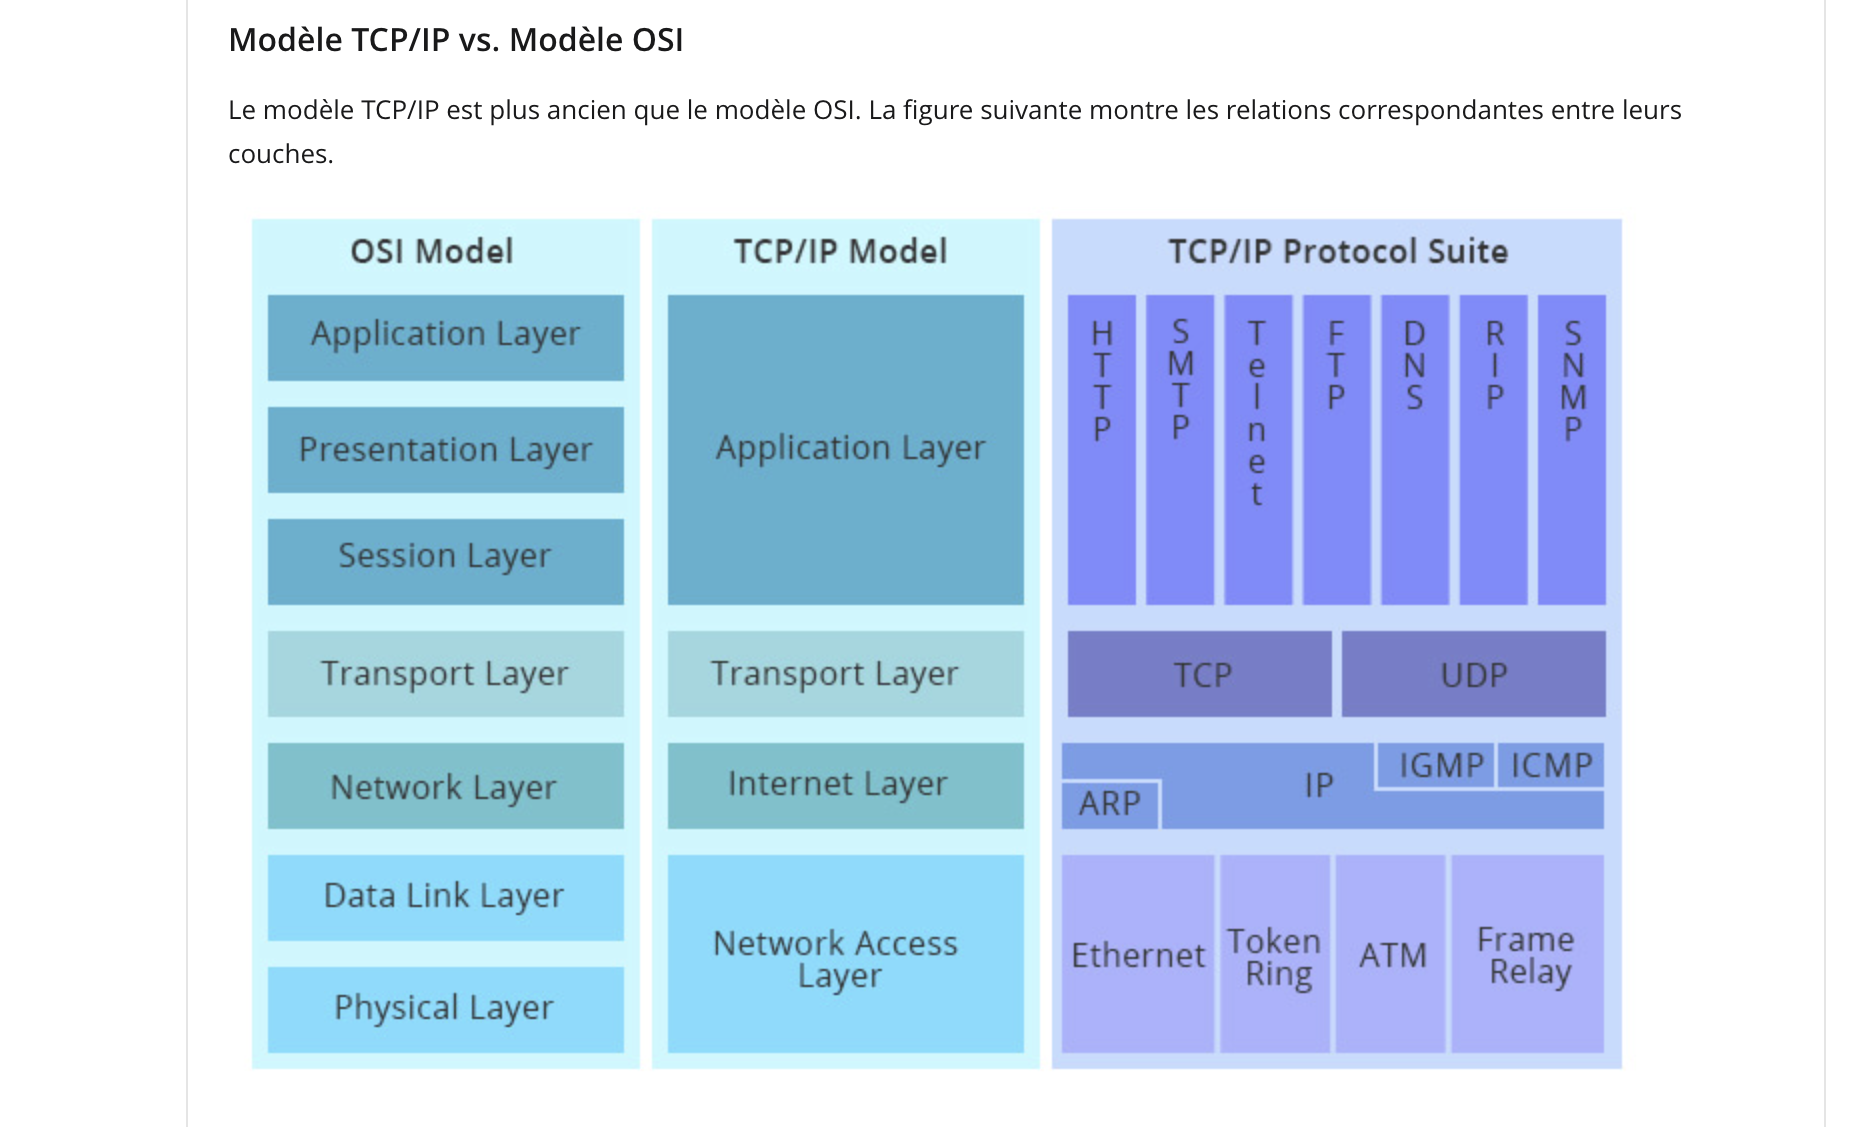 Modèle TCP/IP vs. Modèle OSI
Le modèle TCP/IP est plus ancien que le modèle OSI. La figure suivante montre les relations correspondantes entre leurs
couches.
OSI Model
Application Layer
Presentation Layer
Session Layer
Transport Layer
Network Layer
Data Link Layer
Physical Layer
TCP/IP Model
Application Layer
Transport Layer
Internet Layer
Network Access
Layer
TCP/IP Protocol Suite
HTTP
SMTP
Telnet
FTP
DNS
RIP
SNMP
TCP
UDP
IP
IGMP
ICMP
ARP
Ethernet
Token
Ring
ATM
Frame
Relay